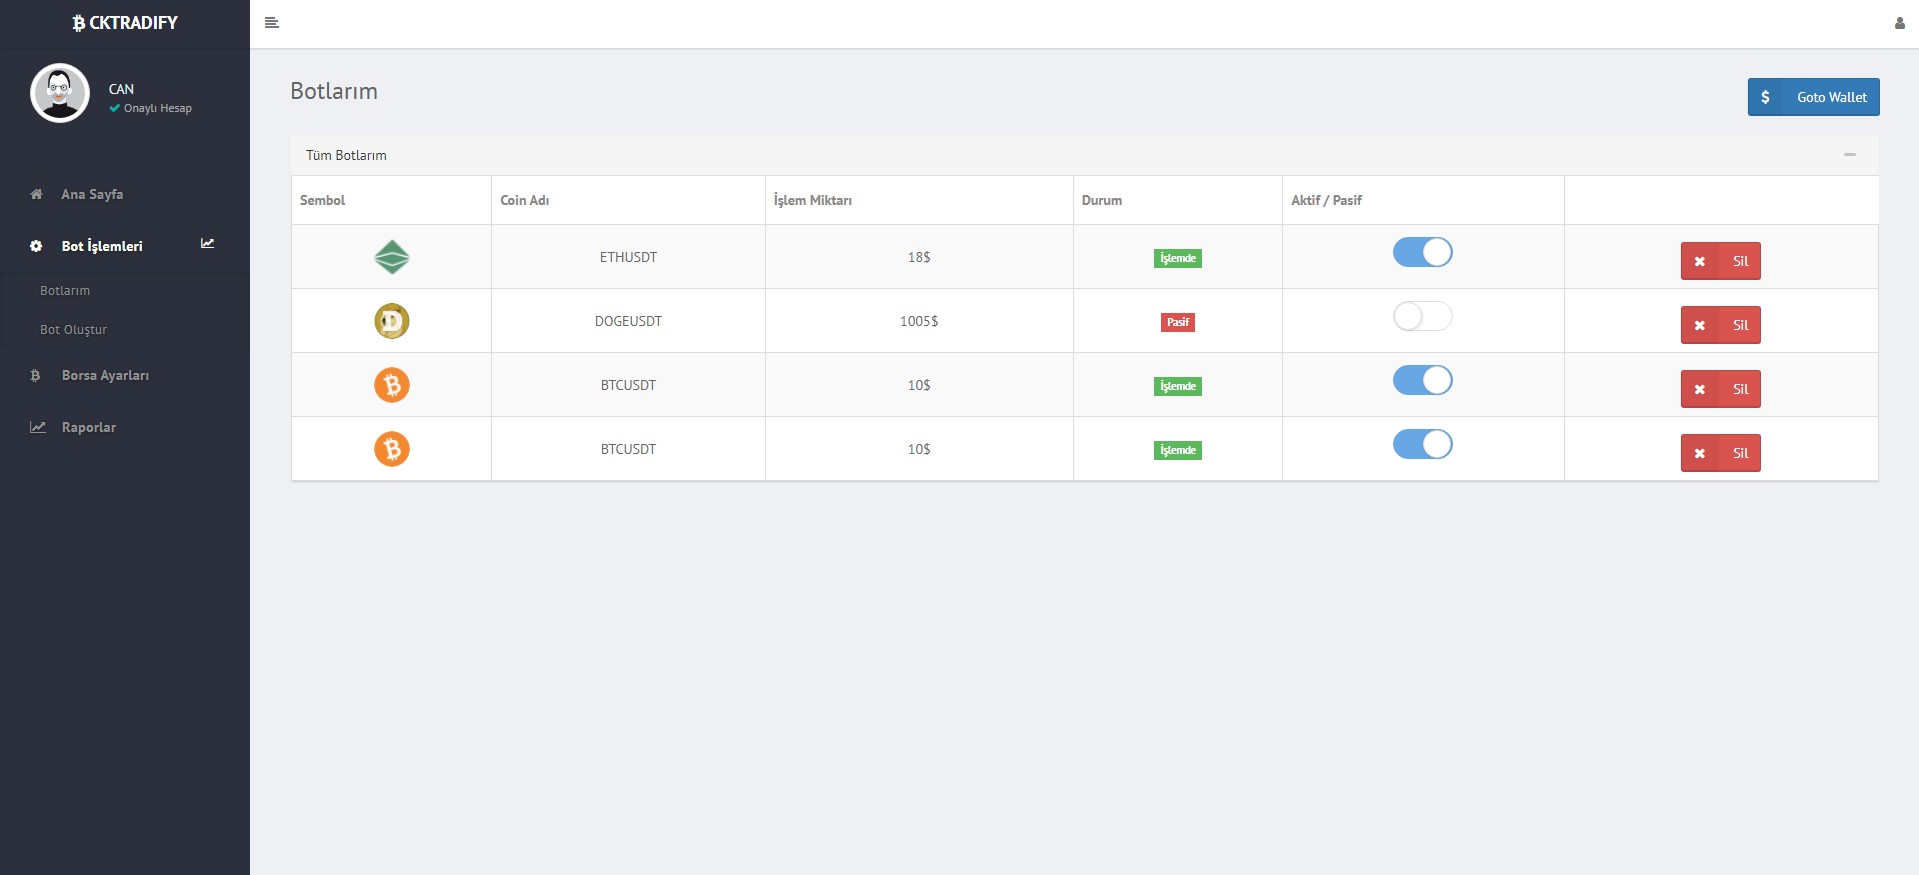 CKTRADIFY
CAN
Onaylı Hesap
Ana Sayfa
Bot İşlemleri
Botlarım
Bot Oluştur
Borsa Ayarları
Raporlar
Botlarım
$ Goto Wallet
Tüm Botlarım
Sembol Coin Adı İşlem Miktarı Durum Aktif / Pasif
ETHUSDT 18$ İşlemde Sil
DOGEUSDT 1005$ Pasif Sil
BTCUSDT 10$ İşlemde Sil
BTCUSDT 10$ İşlemde Sil